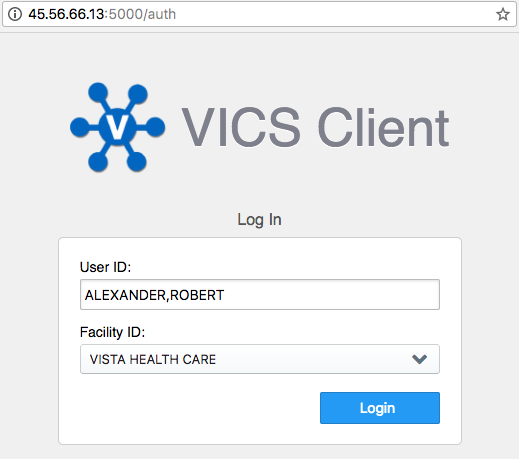 45.56.66.13:5000/auth
V
VICS Client
Log In
User ID:
ALEXANDER,ROBERT
Facility ID:
VISTA HEALTH CARE
Login